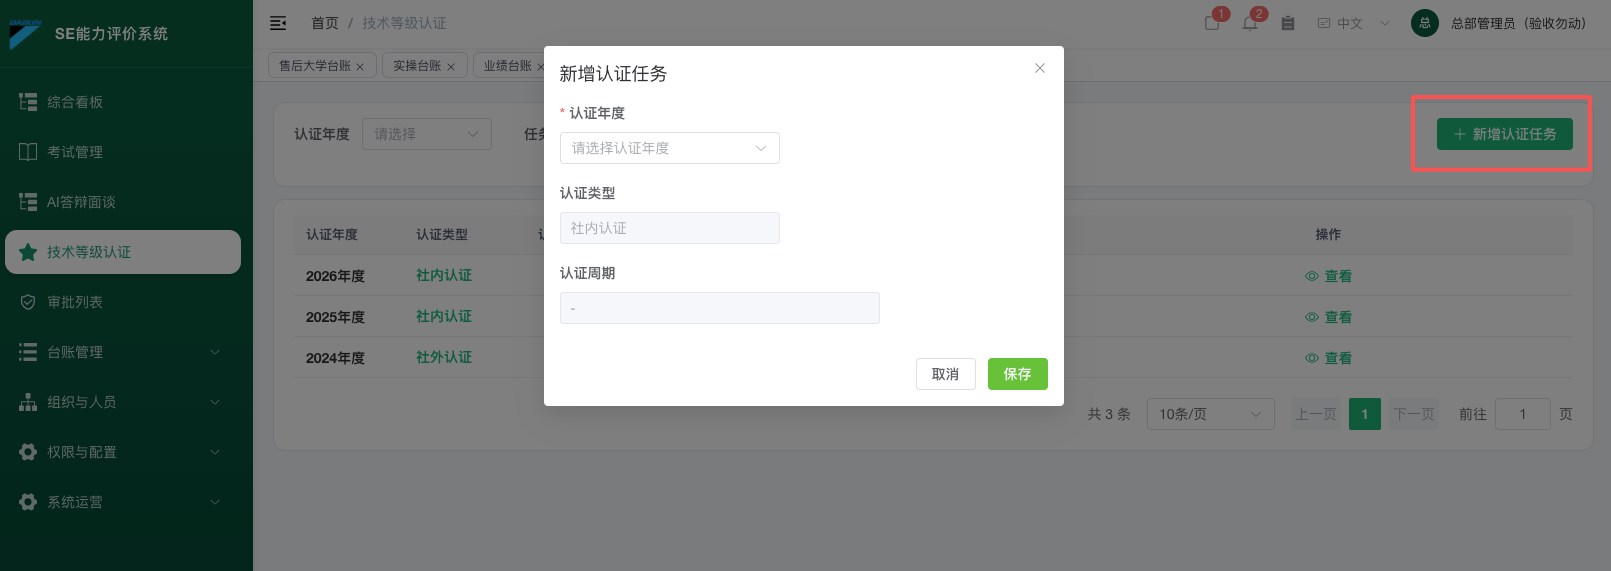 DAIKIN
SE能力评价系统
首页 / 技术等级认证
1
2
中文
总
总部管理员（验收勿动）
售后大学台账
实操台账
业绩台账
综合看板
考试管理
AI答辩面谈
技术等级认证
审批列表
台账管理
组织与人员
权限与配置
系统运营
认证年度
请选择
新增认证任务
新增认证任务
* 认证年度
请选择认证年度
认证类型
社内认证
认证周期
-
取消
保存
认证年度 认证类型 操作
2026年度 社内认证 查看
2025年度 社内认证 查看
2024年度 社外认证 查看
共 3 条 10条/页 上一页 1 下一页 前往 1 页